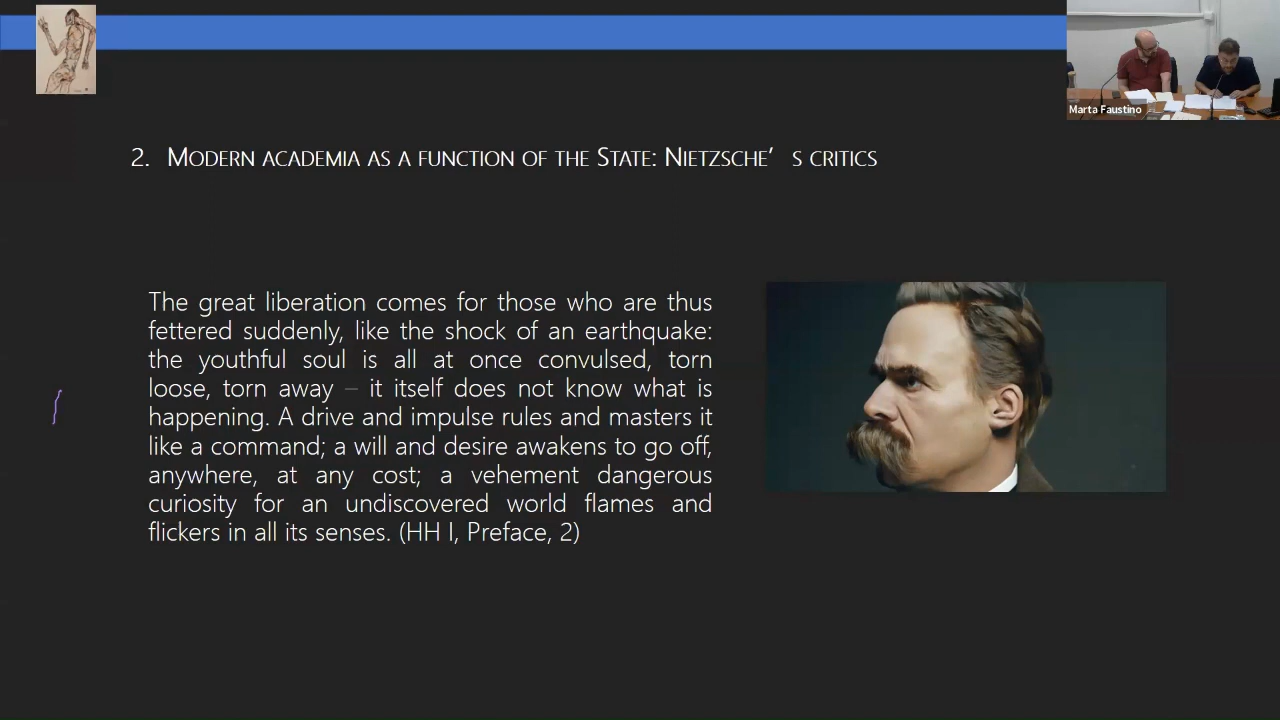 Marta Faustino
2. MODERN ACADEMIA AS A FUNCTION OF THE STATE: NIETZSCHE' S CRITICS
The great liberation comes for those who are thus
fettered suddenly, like the shock of an earthquake:
the youthful soul is all at once convulsed, torn
loose, torn away – it itself does not know what is
happening. A drive and impulse rules and masters it
like a command; a will and desire awakens to go off,
anywhere, at any cost; a vehement dangerous
curiosity for an undiscovered world flames and
flickers in all its senses. (HH I, Preface, 2)